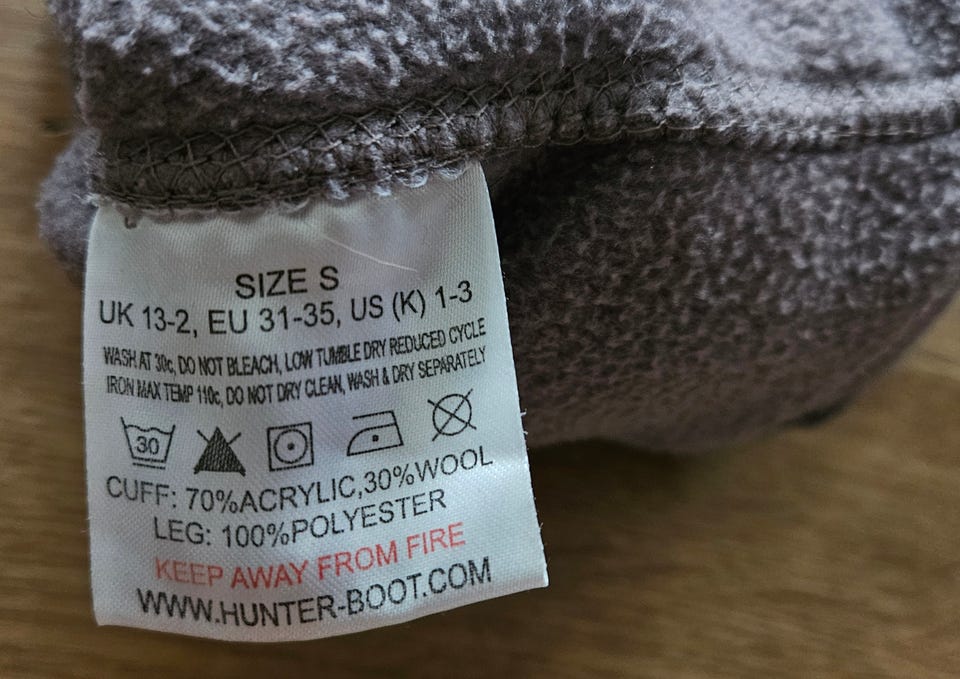 SIZE S
UK 13-2, EU 31-35, US (K) 1-3
WASH AT 30c, DO NOT BLEACH, LOW TUMBLE DRY REDUCED CYCLE
IRON MAX TEMP 110c, DO NOT DRY CLEAN, WASH & DRY SEPARATELY
30
CUFF: 70%ACRYLIC,30%WOOL
LEG: 100%POLYESTER
KEEP AWAY FROM FIRE
WWW.HUNTER-BOOT.COM